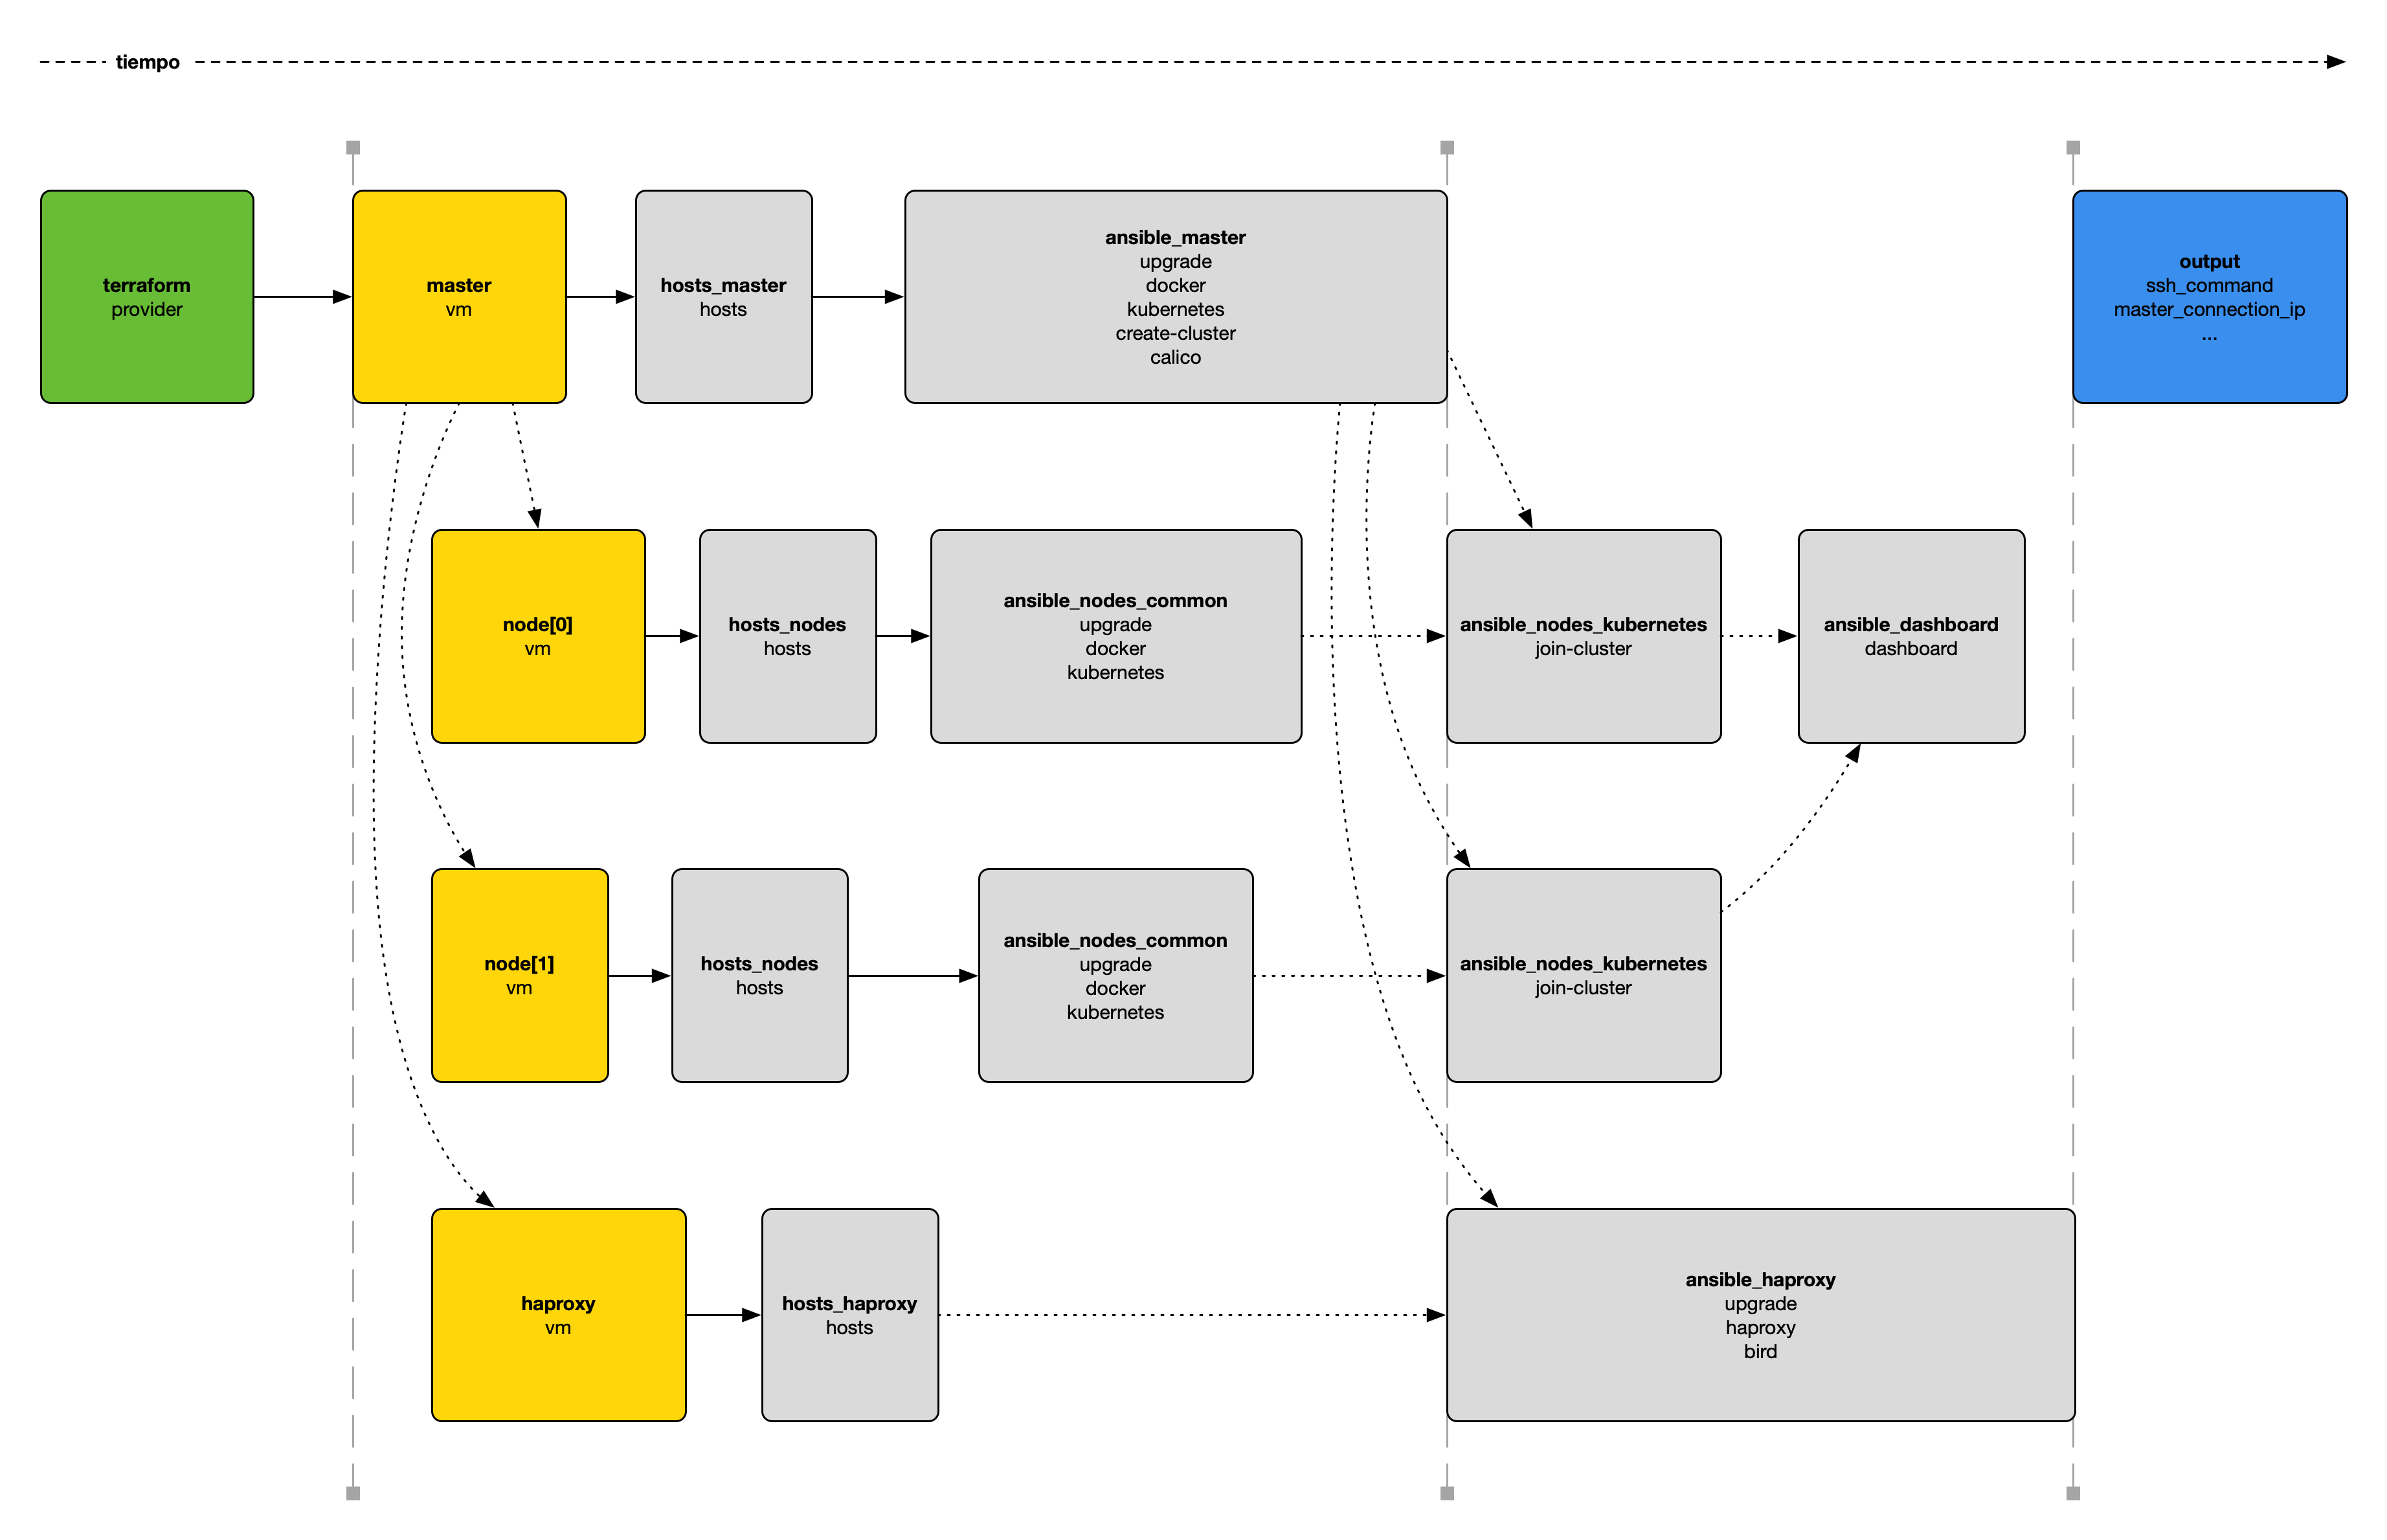 tiempo
terraform
provider
master
vm
hosts_master
hosts
ansible_master
upgrade
docker
kubernetes
create-cluster
calico
output
ssh_command
master_connection_ip
...
node[0]
vm
hosts_nodes
hosts
ansible_nodes_common
upgrade
docker
kubernetes
ansible_nodes_kubernetes
join-cluster
ansible_dashboard
dashboard
node[1]
vm
hosts_nodes
hosts
ansible_nodes_common
upgrade
docker
kubernetes
ansible_nodes_kubernetes
join-cluster
haproxy
vm
hosts_haproxy
hosts
ansible_haproxy
upgrade
haproxy
bird